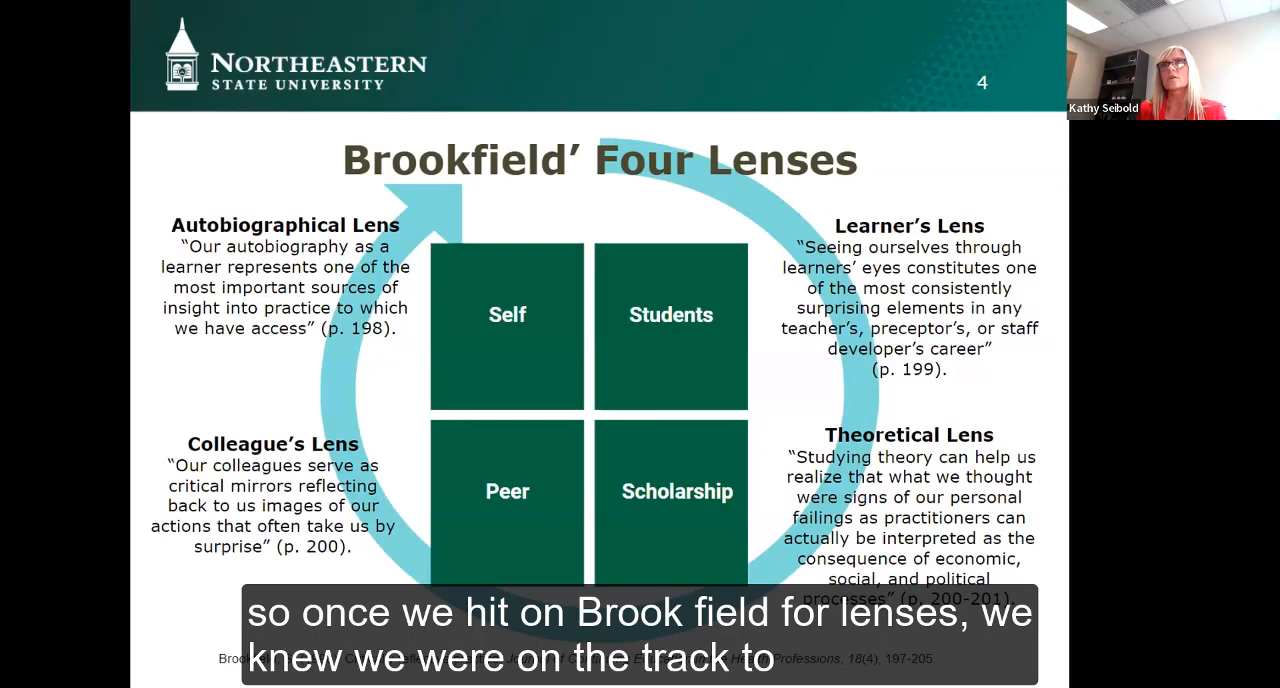 NORTHEASTERN
STATE UNIVERSITY
4
Kathy Seibold
Brookfield’ Four Lenses
Autobiographical Lens
“Our autobiography as a
learner represents one of the
most important sources of
insight into practice to which
we have access” (p. 198).
Learner’s Lens
“Seeing ourselves through
learners’ eyes constitutes one
of the most consistently
surprising elements in any
teacher’s, preceptor’s, or staff
developer’s career”
(p. 199).
Self
Students
Colleague’s Lens
“Our colleagues serve as
critical mirrors reflecting
back to us images of our
actions that often take us by
surprise” (p. 200).
Theoretical Lens
“Studying theory can help us
realize that what we thought
were signs of our personal
failings as practitioners can
actually be interpreted as the
consequence of economic,
social, and political
processes” (p. 200-201).
Peer
Scholarship
so once we hit on Brook field for lenses, we
knew we were on the track to
Professions, 18(4), 197-205.